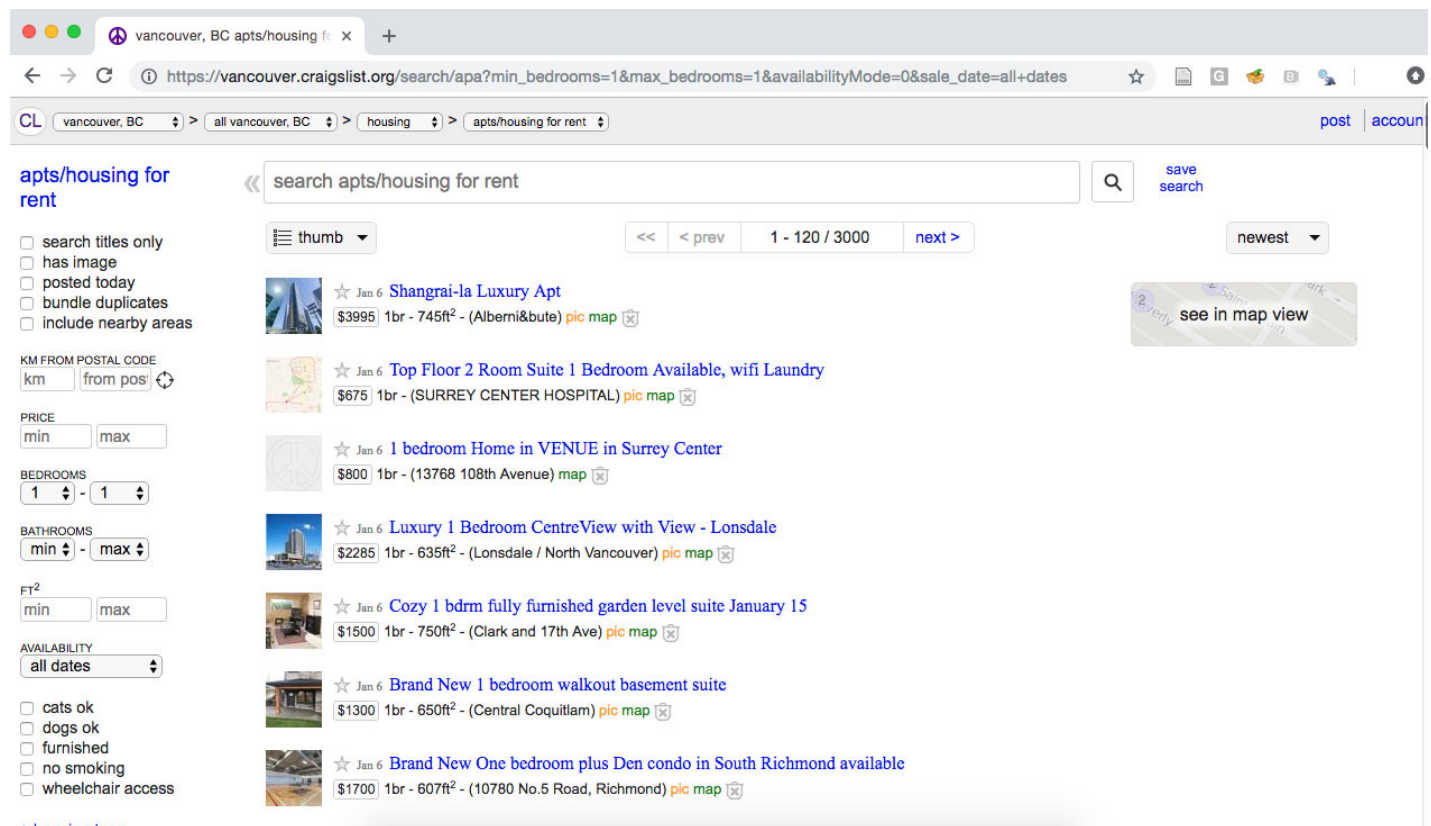 vancouver, BC apts/housing fo
https://vancouver.craigslist.org/search/apa?min_bedrooms=1&max_bedrooms=1&availabilityMode=0&sale_date=all+dates
CL vancouver, BC > all vancouver, BC > housing > apts/housing for rent post accoun
apts/housing for
rent
search titles only
has image
posted today
bundle duplicates
include nearby areas
KM FROM POSTAL CODE
km from pos
PRICE
min max
BEDROOMS
1 - 1
BATHROOMS
min - max
FT²
min max
AVAILABILITY
all dates
cats ok
dogs ok
furnished
no smoking
wheelchair access
search apts/housing for rent
save
search
thumb << < prev 1 - 120 / 3000 next > newest
Jan 6 Shangrai-la Luxury Apt
$3995 1br - 745ft² - (Alberni&bute) pic map
see in map view
Jan 6 Top Floor 2 Room Suite 1 Bedroom Available, wifi Laundry
$675 1br - (SURREY CENTER HOSPITAL) pic map
Jan 6 1 bedroom Home in VENUE in Surrey Center
$800 1br - (13768 108th Avenue) map
Jan 6 Luxury 1 Bedroom CentreView with View - Lonsdale
$2285 1br - 635ft² - (Lonsdale / North Vancouver) pic map
Jan 6 Cozy 1 bdrm fully furnished garden level suite January 15
$1500 1br - 750ft² - (Clark and 17th Ave) pic map
Jan 6 Brand New 1 bedroom walkout basement suite
$1300 1br - 650ft² - (Central Coquitlam) pic map
Jan 6 Brand New One bedroom plus Den condo in South Richmond available
$1700 1br - 607ft² - (10780 No.5 Road, Richmond) pic map